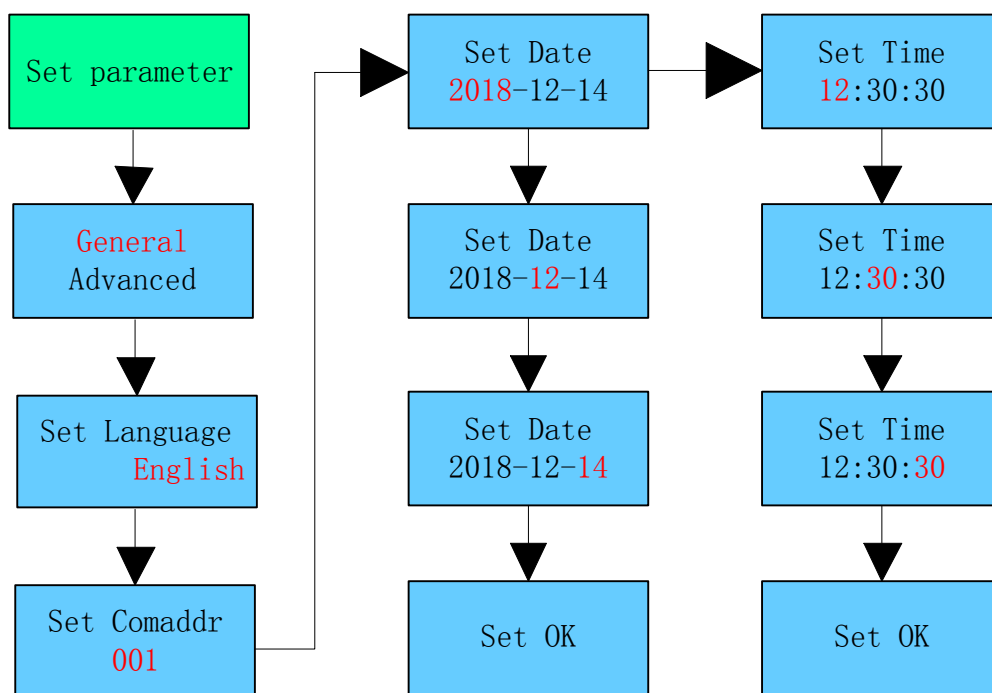 Set parameter
General
Advanced
Set Language
English
Set Comaddr
001
Set Date
2018-12-14
Set Date
2018-12-14
Set Date
2018-12-14
Set OK
Set Time
12:30:30
Set Time
12:30:30
Set Time
12:30:30
Set OK